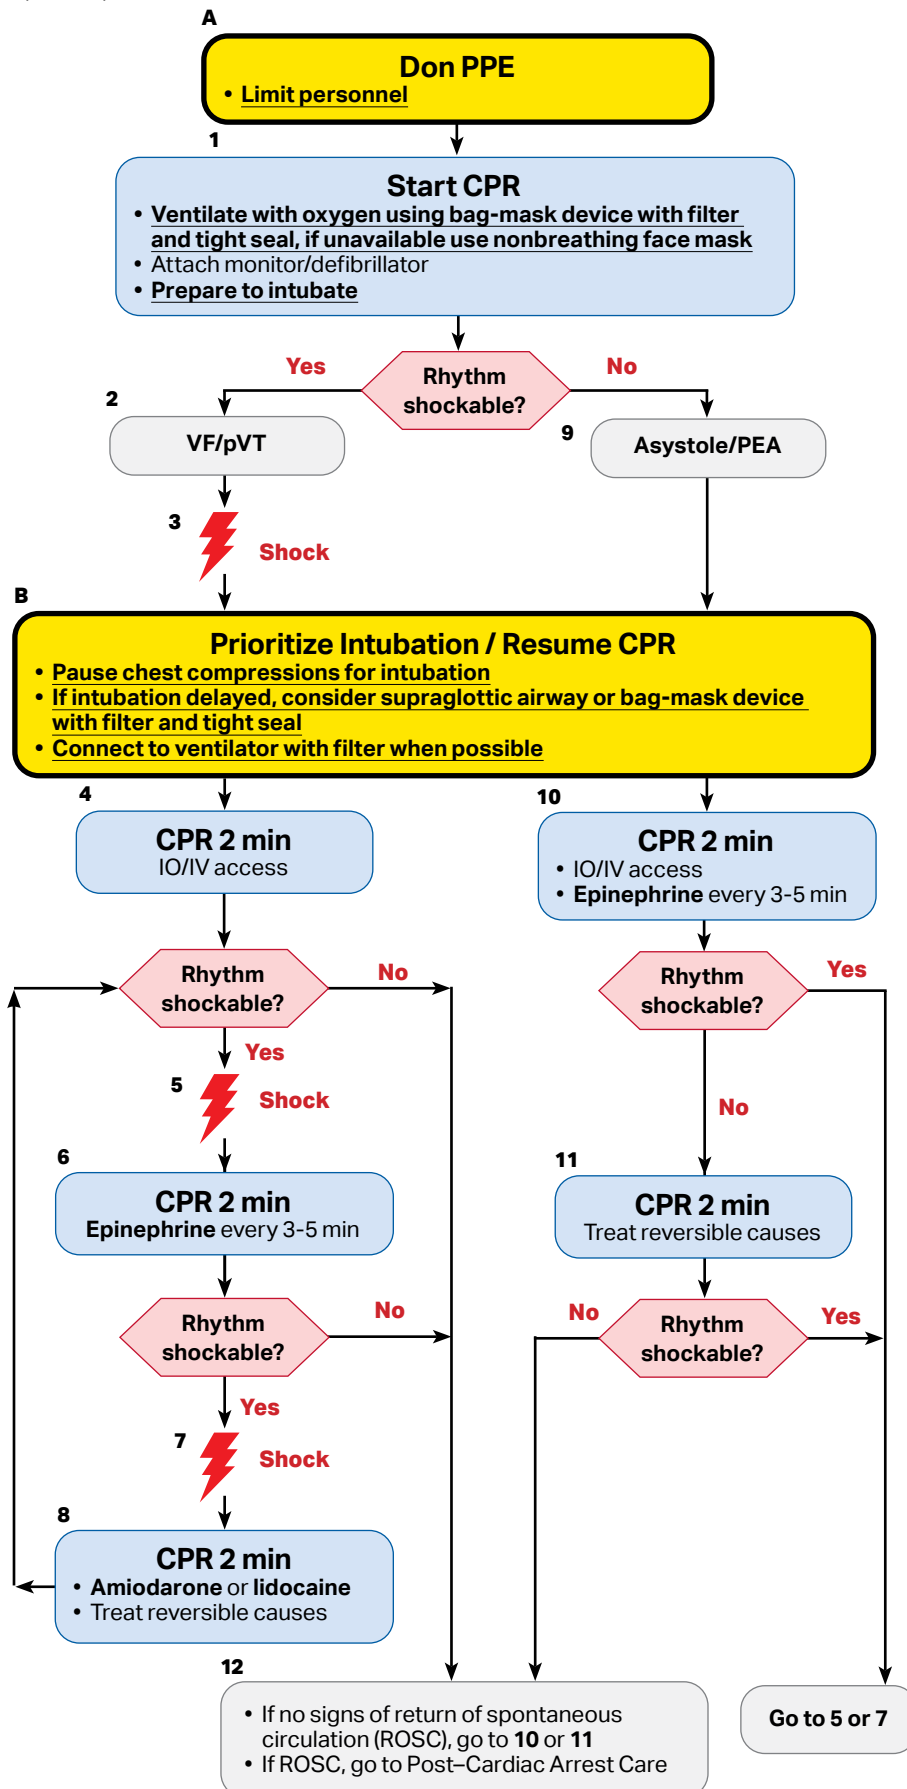 A
Don PPE
• Limit personnel
1
Start CPR
• Ventilate with oxygen using bag-mask device with filter
and tight seal, if unavailable use nonbreathing face mask
• Attach monitor/defibrillator
• Prepare to intubate
Yes
Rhythm
shockable?
No
2
VF/pVT
9
Asystole/PEA
3
Shock
B
Prioritize Intubation / Resume CPR
• Pause chest compressions for intubation
• If intubation delayed, consider supraglottic airway or bag-mask device
with filter and tight seal
• Connect to ventilator with filter when possible
4
CPR 2 min
IO/IV access
10
CPR 2 min
• IO/IV access
• Epinephrine every 3-5 min
Rhythm
shockable?
No
Yes
Rhythm
shockable?
Yes
5
Shock
No
6
CPR 2 min
Epinephrine every 3-5 min
11
CPR 2 min
Treat reversible causes
Rhythm
shockable?
No
No
Rhythm
shockable?
Yes
Yes
7
Shock
8
CPR 2 min
• Amiodarone or lidocaine
• Treat reversible causes
12
• If no signs of return of spontaneous
circulation (ROSC), go to 10 or 11
• If ROSC, go to Post–Cardiac Arrest Care
Go to 5 or 7